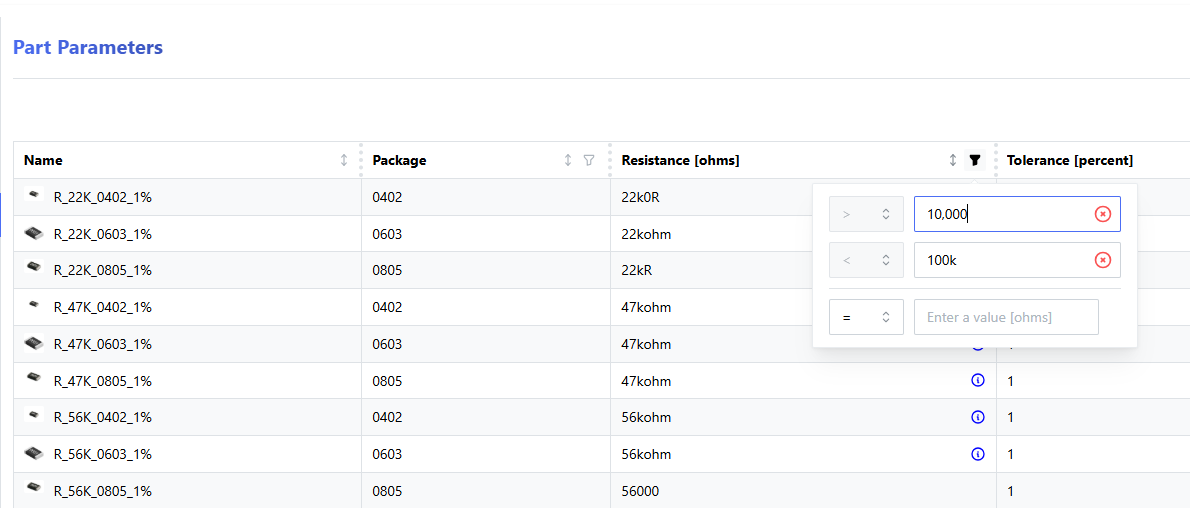 Part Parameters
Name Package Resistance [ohms] Tolerance [percent]
R_22K_0402_1% 0402 22k0R
> 10,000
R_22K_0603_1% 0603 22kohm
< 100k
R_22K_0805_1% 0805 22kR
R_47K_0402_1% 0402 47kohm
= Enter a value [ohms]
R_47K_0603_1% 0603 47kohm
R_47K_0805_1% 0805 47kohm 1
R_56K_0402_1% 0402 56kohm 1
R_56K_0603_1% 0603 56kohm 1
R_56K_0805_1% 0805 56000 1